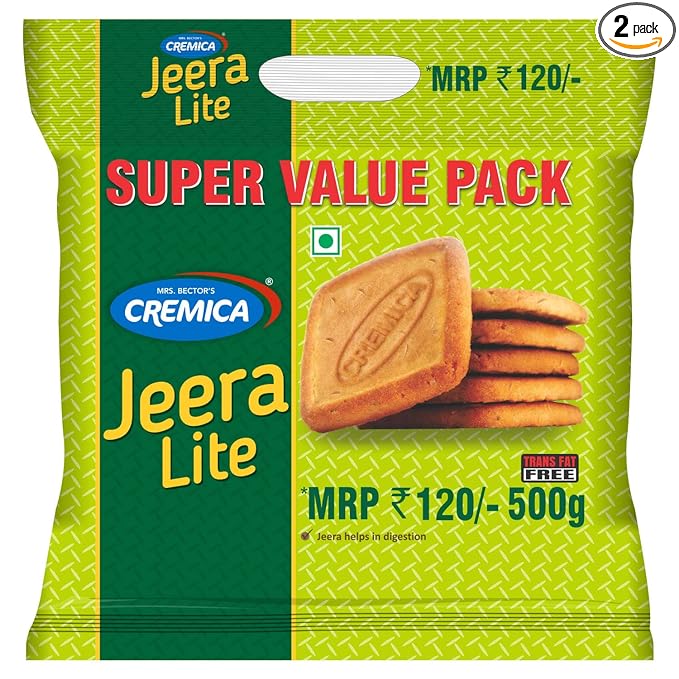 2 pack
MRS. BECTOR'S
CREMICA
Jeera
Lite
*MRP ₹ 120/-
SUPER VALUE PACK
MRS. BECTOR'S
CREMICA®
Jeera
Lite
CREMICA
TRANS FAT
FREE
*MRP ₹ 120/- 500g
Jeera helps in digestion